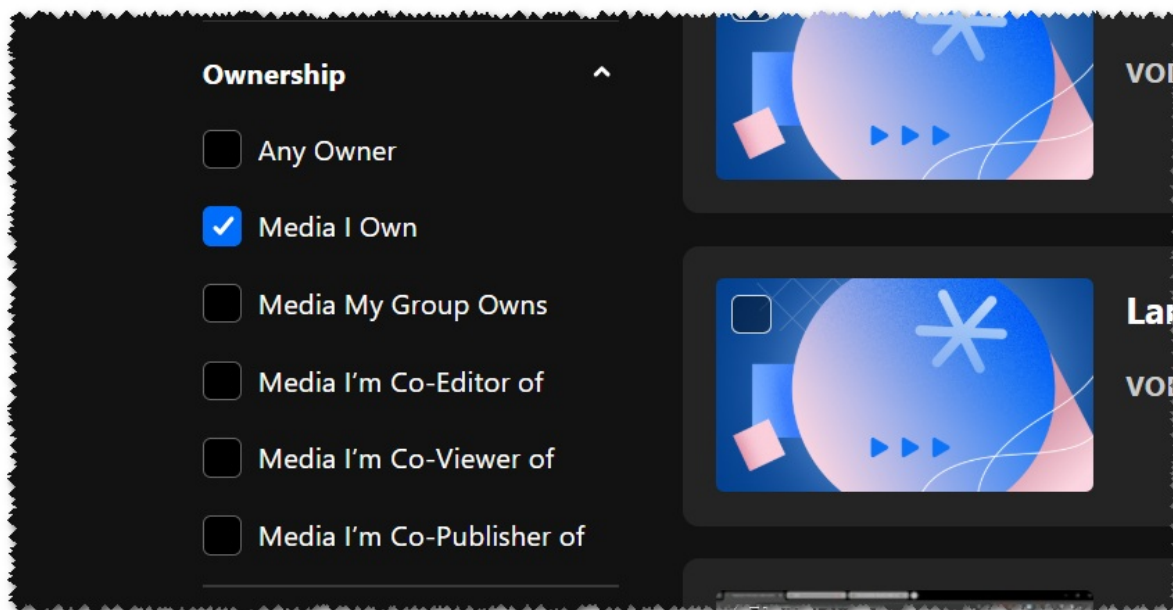 Ownership
Any Owner
Media I Own
Media My Group Owns
Media I’m Co-Editor of
Media I’m Co-Viewer of
Media I’m Co-Publisher of